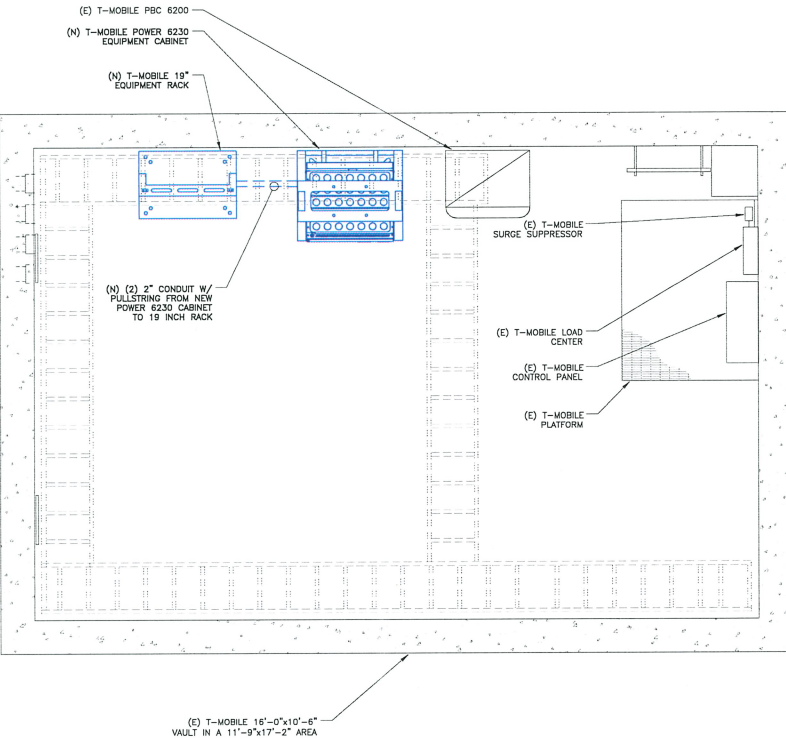 (E) T-MOBILE PBC 6200
(N) T-MOBILE POWER 6230
EQUIPMENT CABINET
(N) T-MOBILE 19"
EQUIPMENT RACK
(E) T-MOBILE
SURGE SUPPRESSOR
(N) (2) 2" CONDUIT W/
PULLSTRING FROM NEW
POWER 6230 CABINET
TO 19 INCH RACK
(E) T-MOBILE LOAD
CENTER
(E) T-MOBILE
CONTROL PANEL
(E) T-MOBILE
PLATFORM
(E) T-MOBILE 16'-0"x10'-6"
VAULT IN A 11'-9"x17'-2" AREA